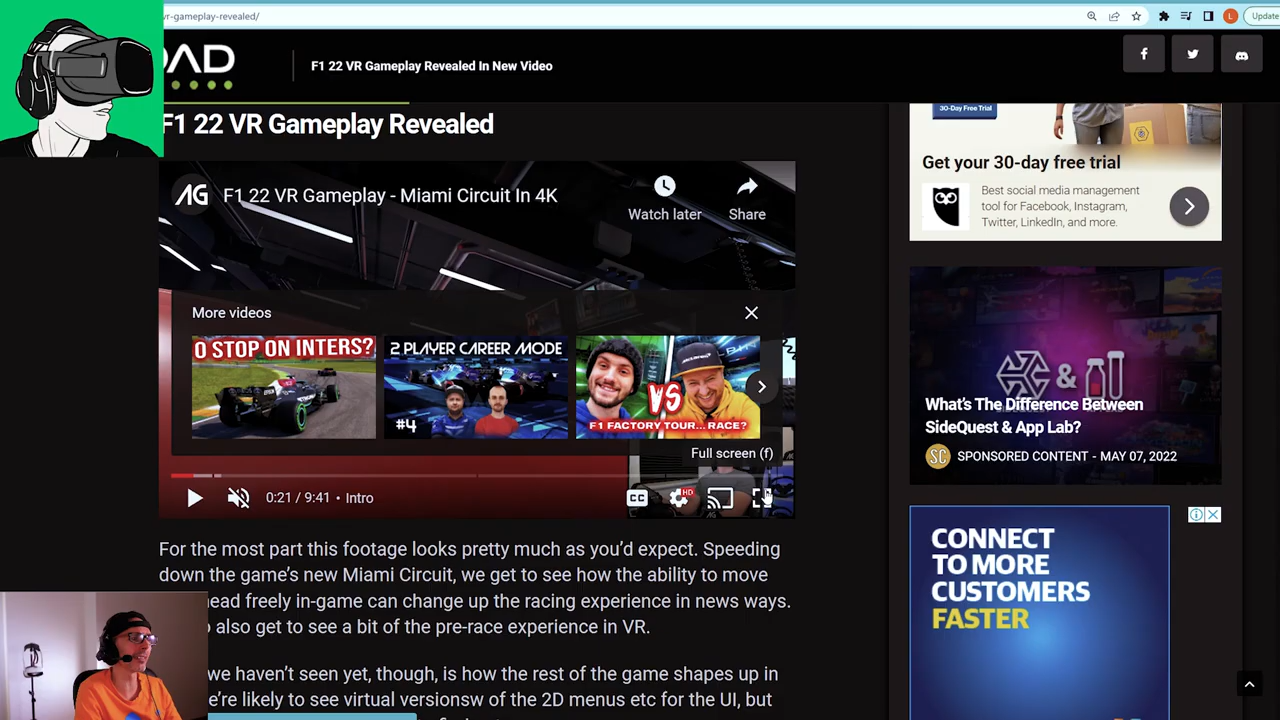 vr-gameplay-revealed/
L
Update
OAD
F1 22 VR Gameplay Revealed In New Video
F1 22 VR Gameplay Revealed
AG
F1 22 VR Gameplay - Miami Circuit In 4K
Watch later
Share
More videos
O STOP ON INTERS?
2 PLAYER CAREER MODE
#4
VS
F1 FACTORY TOUR... RACE?
Full screen (f)
0:21 / 9:41 • Intro
CC
HD
For the most part this footage looks pretty much as you'd expect. Speeding
down the game's new Miami Circuit, we get to see how the ability to move
head freely in-game can change up the racing experience in news ways.
also get to see a bit of the pre-race experience in VR.
we haven't seen yet, though, is how the rest of the game shapes up in
're likely to see virtual versionsw of the 2D menus etc for the UI, but
30-Day Free Trial
Get your 30-day free trial
Best social media management
tool for Facebook, Instagram,
Twitter, LinkedIn, and more.
&
What's The Difference Between
SideQuest & App Lab?
SC
SPONSORED CONTENT - MAY 07, 2022
CONNECT
TO MORE
CUSTOMERS
FASTER